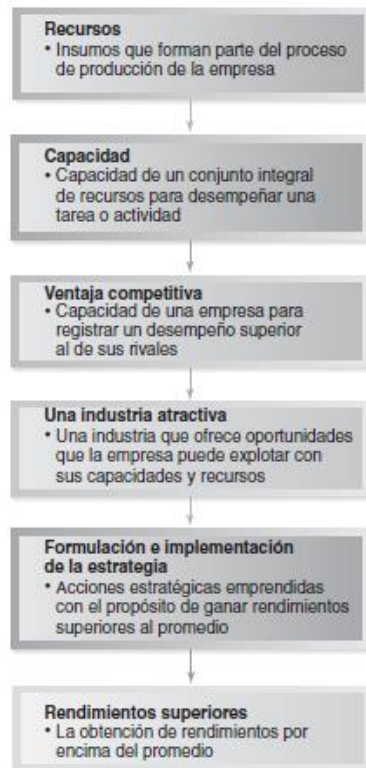 Recursos
• Insumos que forman parte del proceso
de producción de la empresa
Capacidad
• Capacidad de un conjunto integral
de recursos para desempeñar una
tarea o actividad
Ventaja competitiva
• Capacidad de una empresa para
registrar un desempeño superior
al de sus rivales
Una industria atractiva
• Una industria que ofrece oportunidades
que la empresa puede explotar con
sus capacidades y recursos
Formulación e implementación
de la estrategia
• Acciones estratégicas emprendidas
con el propósito de ganar rendimientos
superiores al promedio
Rendimientos superiores
• La obtención de rendimientos por
encima del promedio